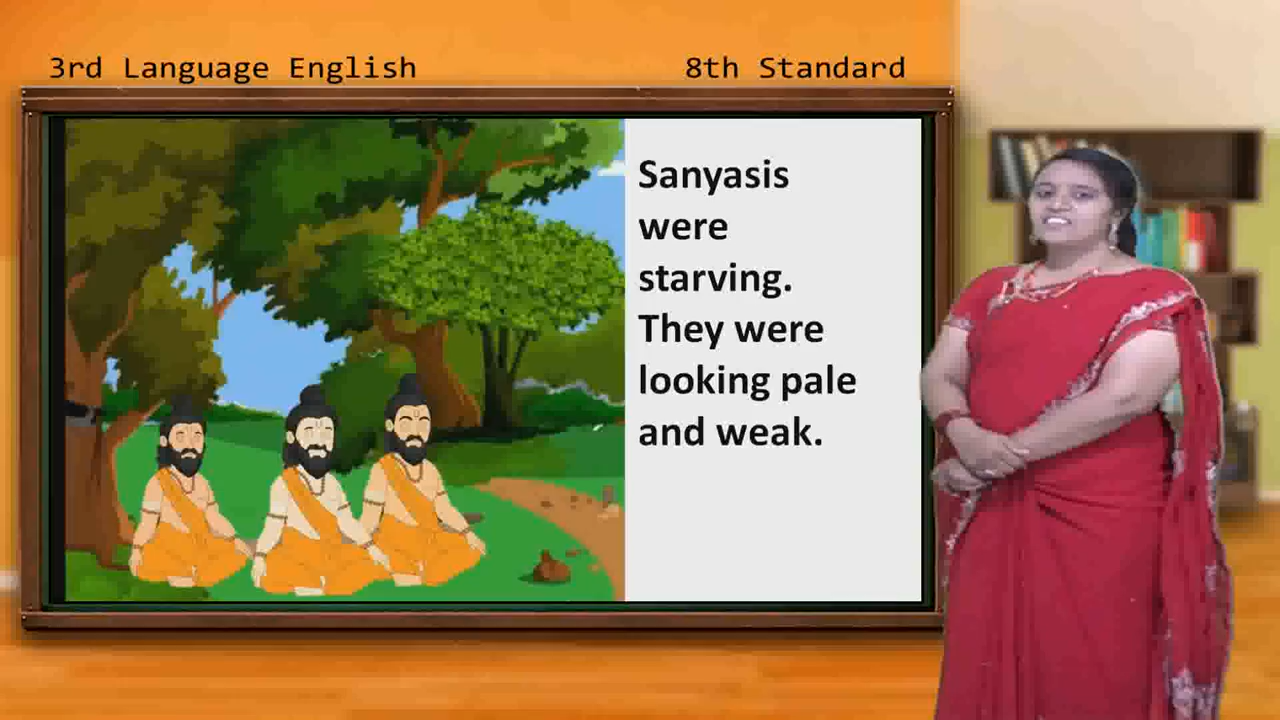 3rd Language English
8th Standard
Sanyasis
were
starving.
They were
looking pale
and weak.